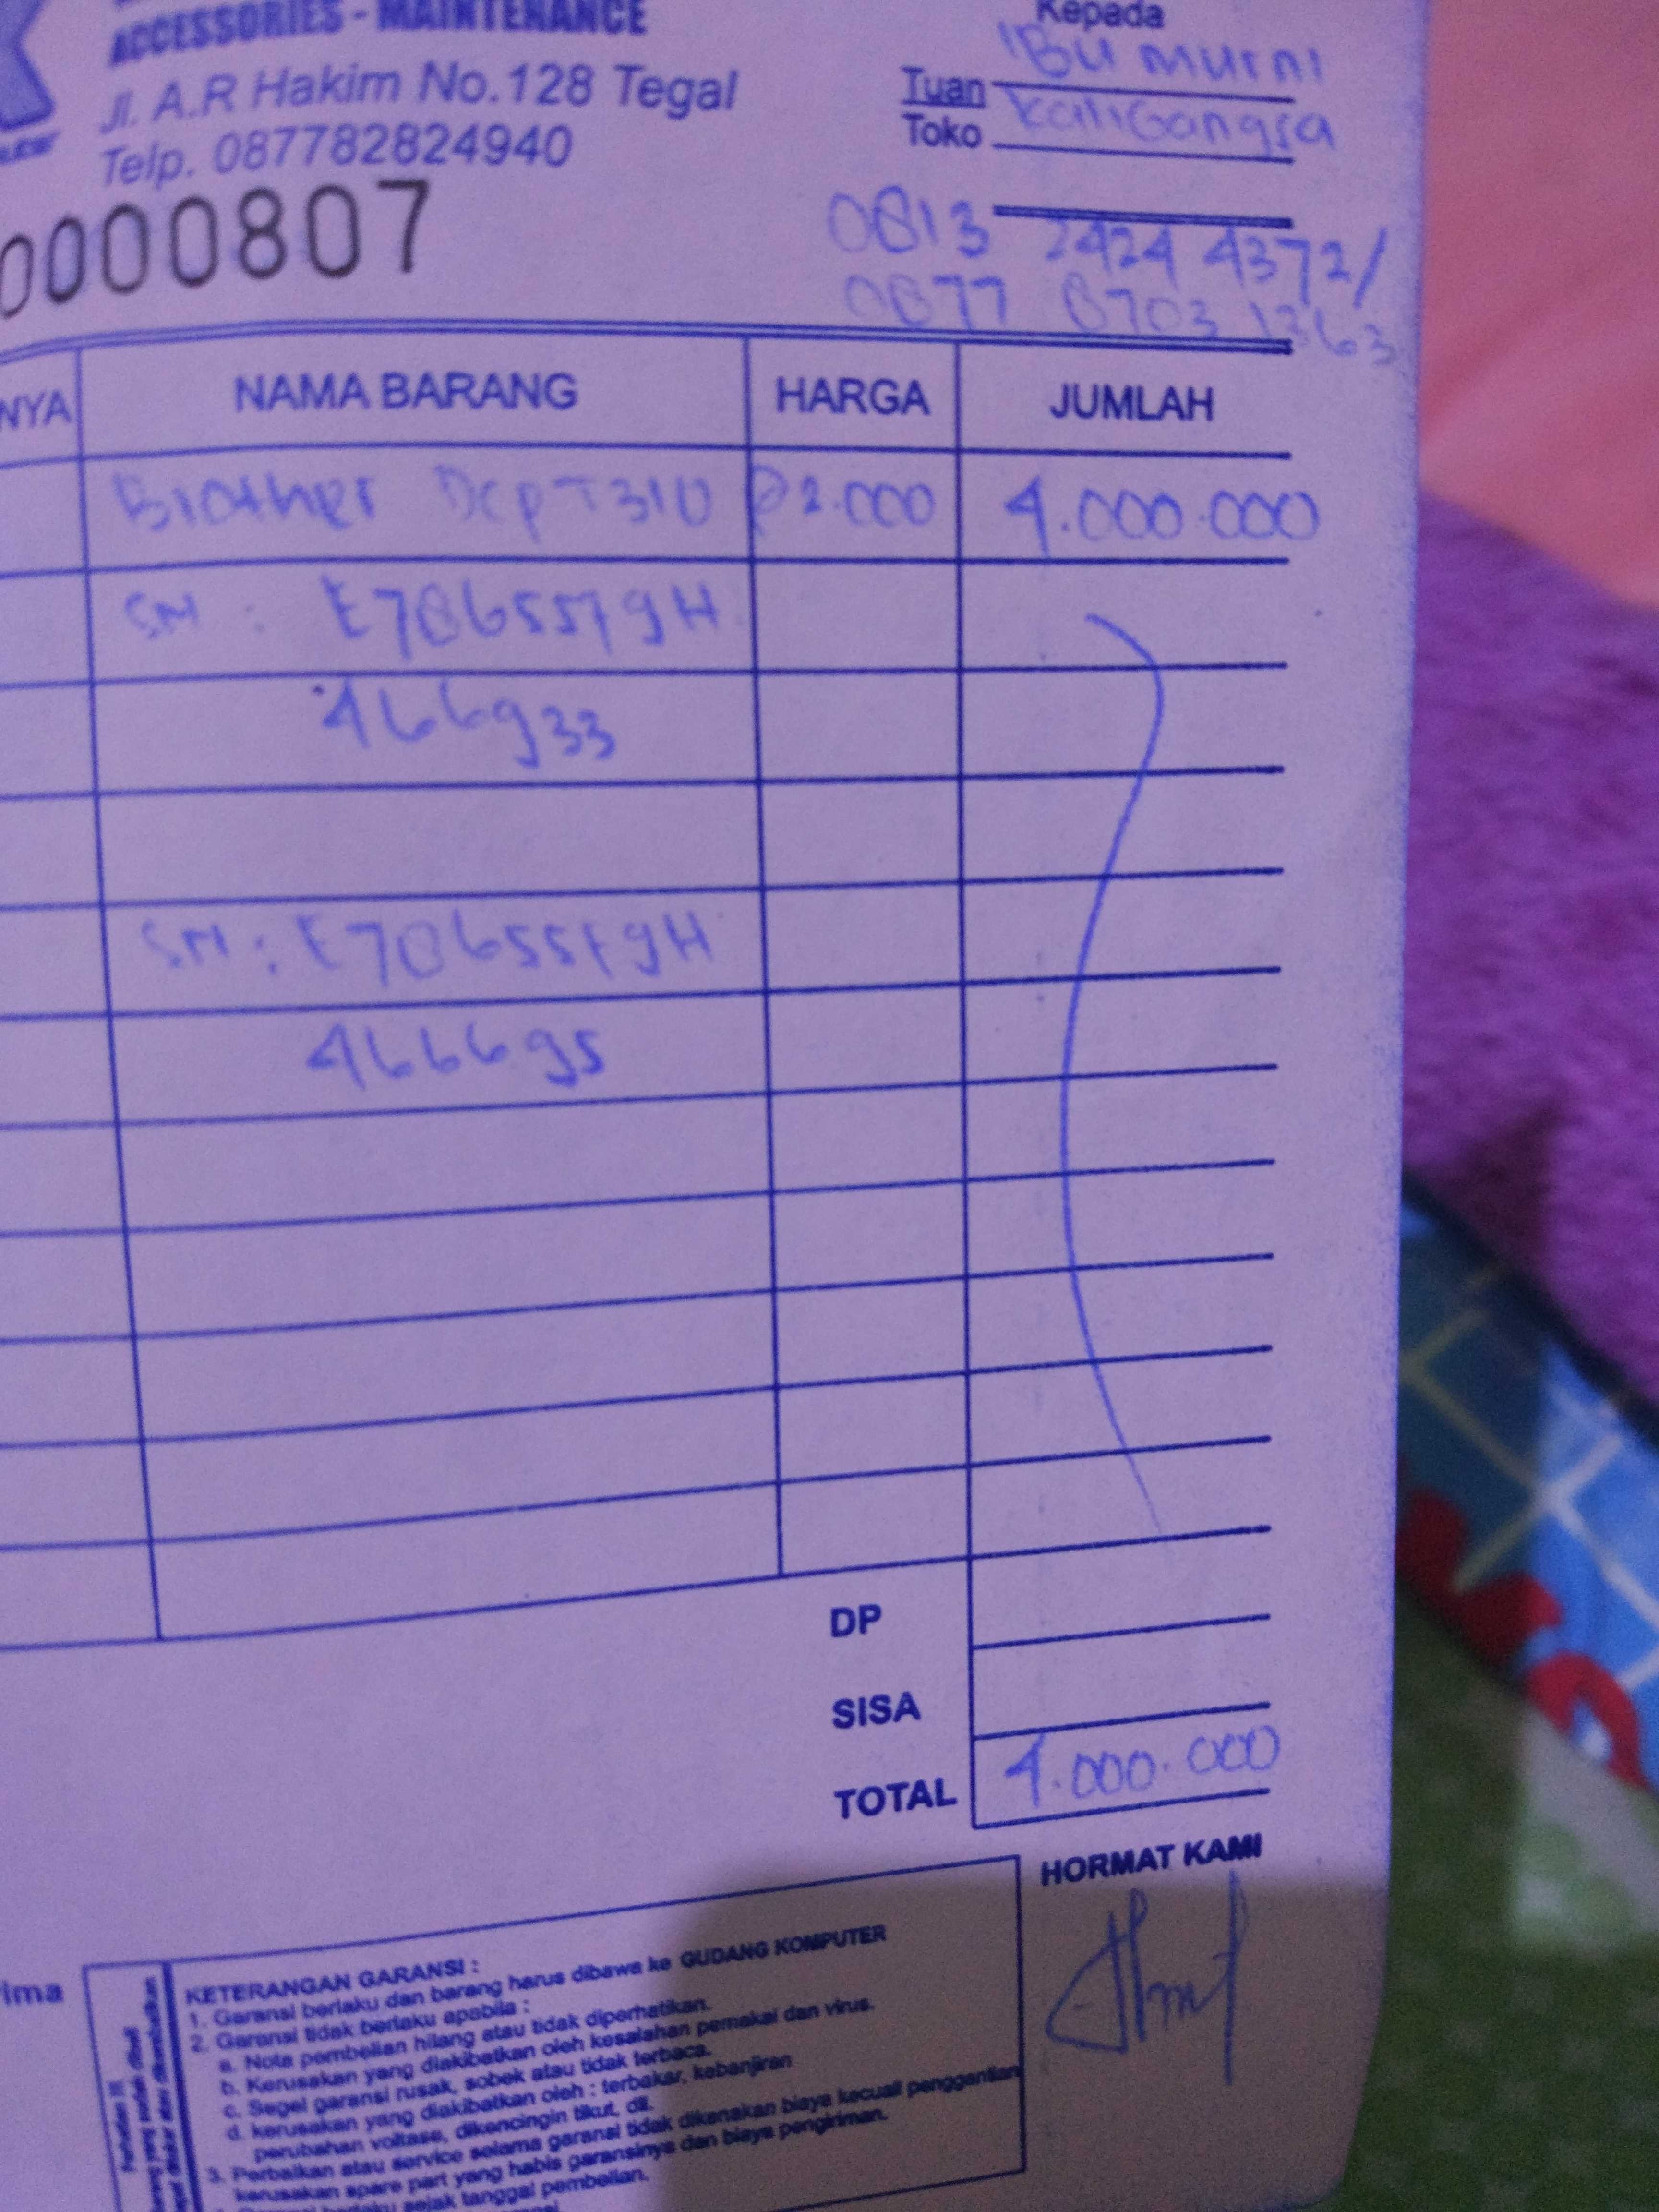 ACCESSORIES - MAINTENANCE
Jl. A.R Hakim No.128 Tegal
Telp. 087782824940
0000807
Kepada
Ibu Murni
Tuan
Toko Kaligangsa
0813 2424 4372/
0877 8703 1363
NYA NAMA BARANG HARGA JUMLAH
Brother Dcp T310 @ 2.000 4.000.000
SN : E78655F9H
466933
SN : E78655F9H
466695
DP
SISA
TOTAL 4.000.000
HORMAT KAMI
ima
KETERANGAN GARANSI :
1. Garansi berlaku dan barang harus dibawa ke GUDANG KOMPUTER
2. Garansi tidak berlaku apabila :
a. Nota pembelian hilang atau tidak diperhatikan.
b. Kerusakan yang diakibatkan oleh kesalahan pemakai dan virus.
c. Segel garansi rusak, sobek atau tidak terbaca.
d. kerusakan yang diakibatkan oleh : terbakar, kebanjiran
perubahan voltase, dikencingin tikut, dll.
3. Perbaikan atau service selama garansi tidak dikenakan biaya kecuali penggantian
kerusakan spare part yang habis garansinya dan biaya pengiriman.
berlaku sejak tanggal pembelian.